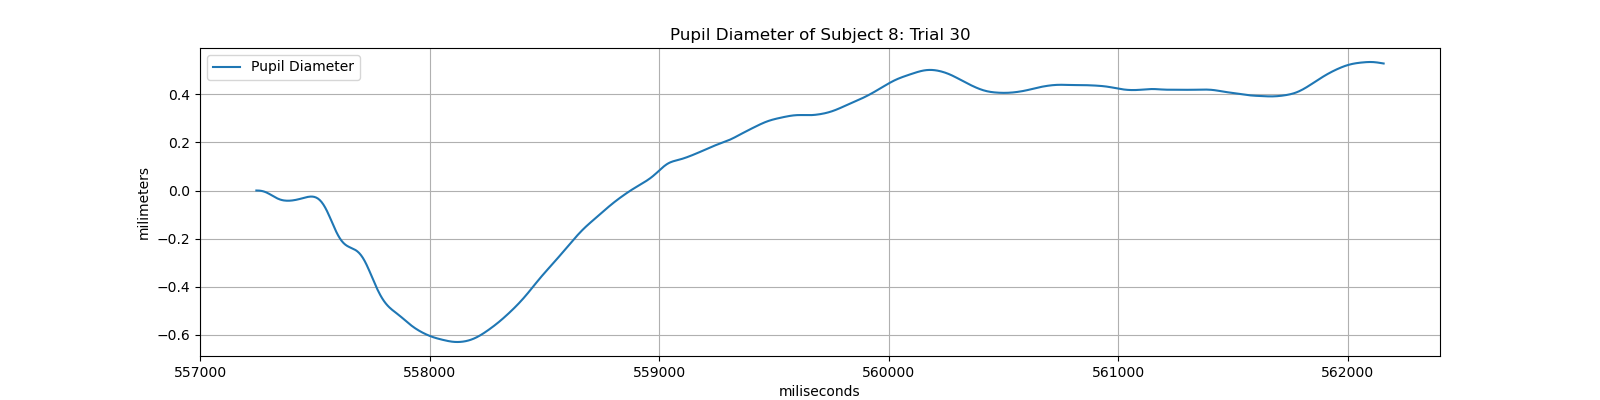 Pupil Diameter of Subject 8: Trial 30
Pupil Diameter
0.4
0.2
0.0
−0.2
−0.4
−0.6
milimeters
557000 558000 559000 560000 561000 562000
miliseconds